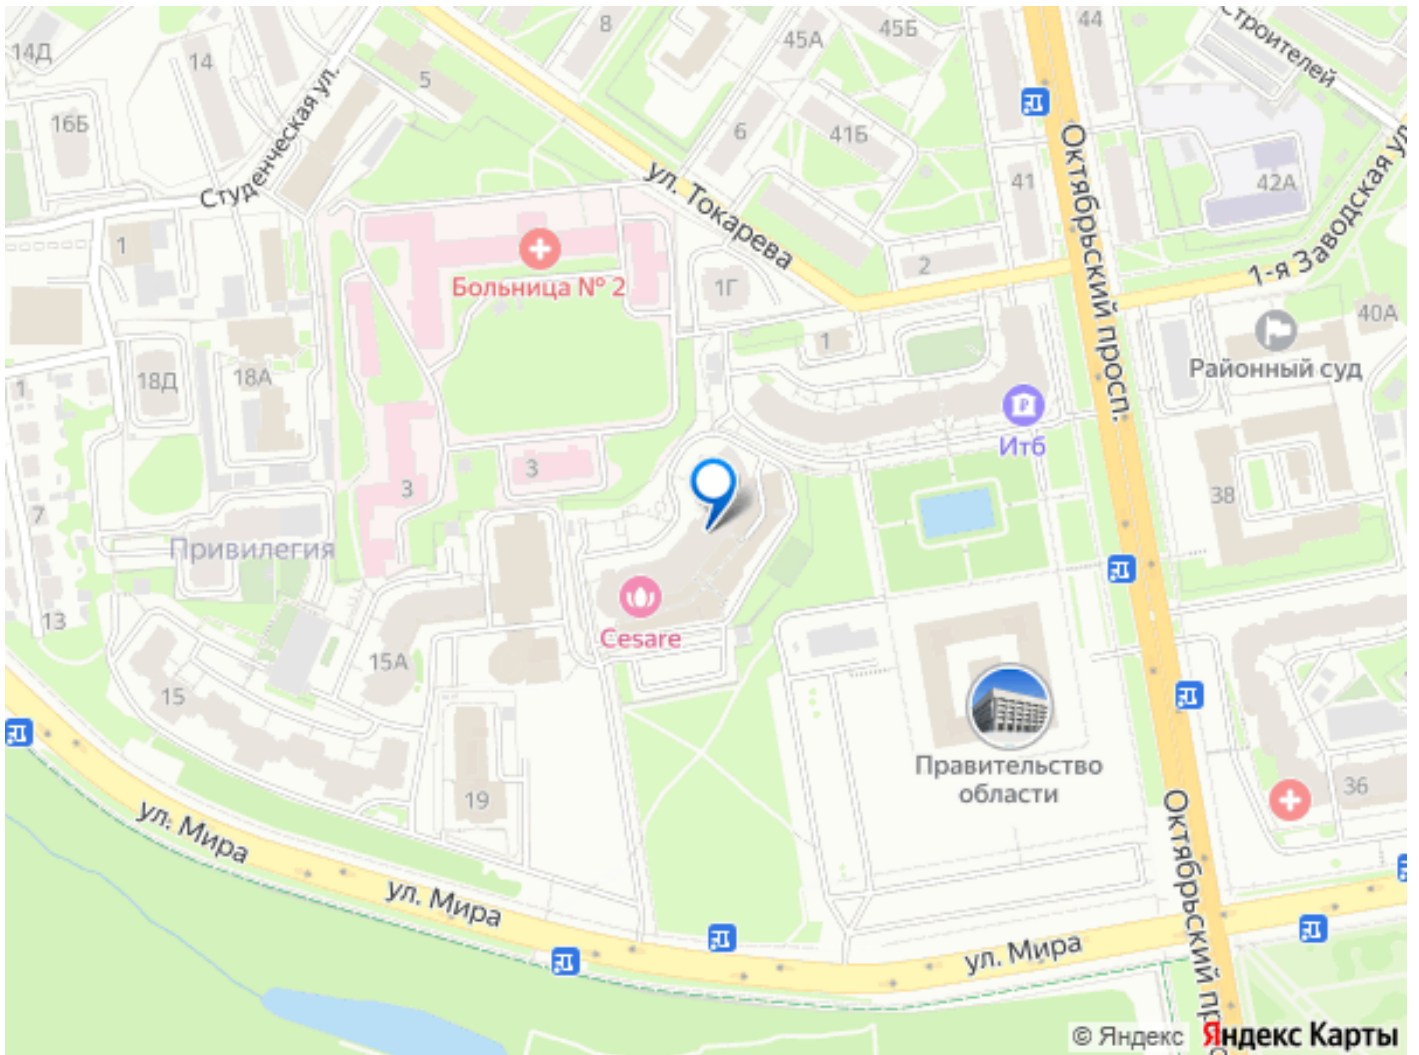 8
45А
45Б
44
Строителей
14Д
14
5
16Б
6
41Б
Студенческая ул.
ул. Токарева
41
Октябрьский просп.
42А
1-я Заводская ул.
1
Больница № 2
1Г
2
40А
1
Районный суд
1
18Д
18А
Итб
3
3
38
7
Привилегия
Cesare
13
15А
15
Правительство
области
36
19
ул. Мира
ул. Мира
ул. Мира
Октябрьский пр
© Яндекс
Яндекс Карты